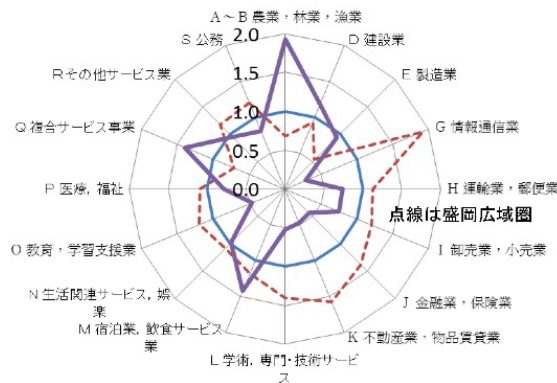 A～B 農業，林業，漁業
D 建設業
E 製造業
G 情報通信業
H 運輸業，郵便業
I 卸売業，小売業
J 金融業，保険業
K 不動産業，物品賃貸業
L 学術，専門・技術サービ
ス
M 宿泊業，飲食サービス
業
N 生活関連サービス，娯
楽
O 教育，学習支援業
P 医療，福祉
Q 複合サービス事業
R その他サービス業
S 公務
2.0
1.5
1.0
0.5
0.0
点線は盛岡広域圏